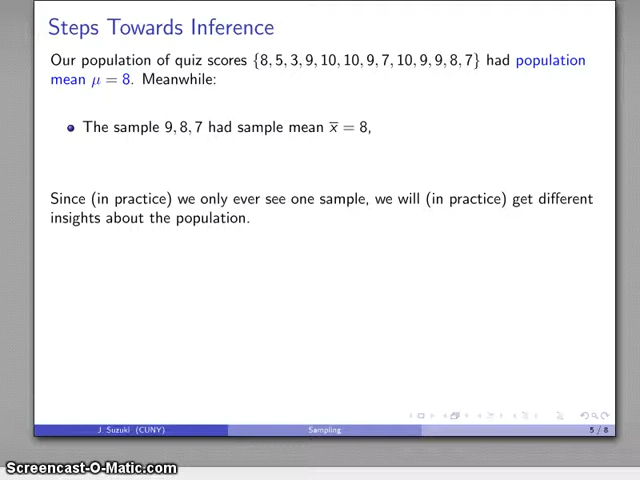 Steps Towards Inference
Our population of quiz scores {8, 5, 3, 9, 10, 10, 9, 7, 10, 9, 9, 8, 7} had population
mean μ = 8. Meanwhile:
The sample 9, 8, 7 had sample mean x̄ = 8,
Since (in practice) we only ever see one sample, we will (in practice) get different
insights about the population.
J. Suzuki (CUNY) Sampling 5 / 8
Screencast-O-Matic.com